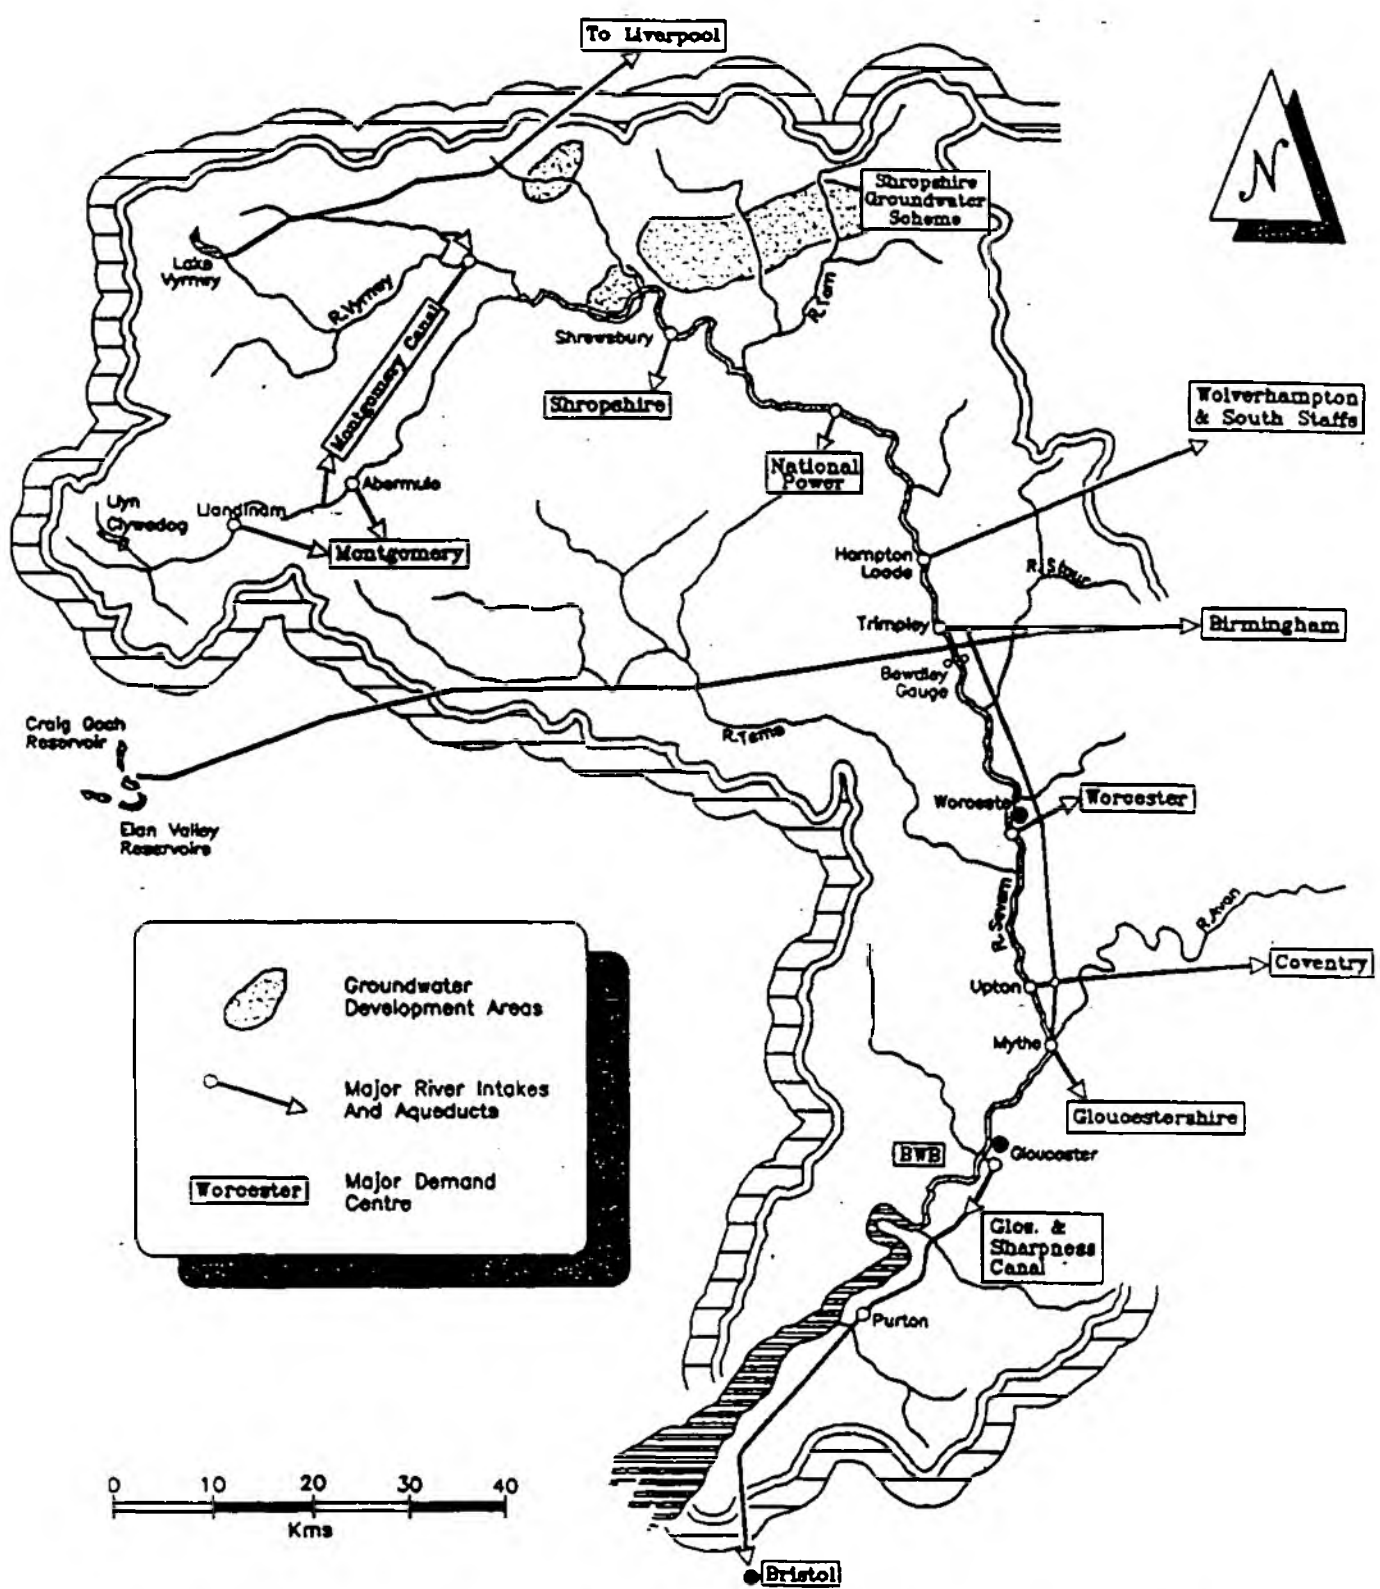 To Liverpool
N
Shropshire
Groundwater
Scheme
Lake
Vyrnwy
R.Vyrnwy
R.Tern
Montgomery Canal
Shrewsbury
Shropshire
Wolverhampton
& South Staffs
National
Power
Abermule
Llyn
Clywedog
Llandinam
Montgomery
Hampton
Loade
R.Stour
Trimpley
Birmingham
Bewdley
Gauge
Craig Goch
Reservoir
R.Teme
Elan Valley
Reservoirs
Worcester
Worcester
R.Severn
R.Avon
Upton
Coventry
Mythe
Gloucestershire
BWB
Gloucester
Glos. &
Sharpness
Canal
Purton
Groundwater
Development Areas
Major River Intakes
And Aqueducts
Worcester
Major Demand
Centre
0 10 20 30 40
Kms
Bristol